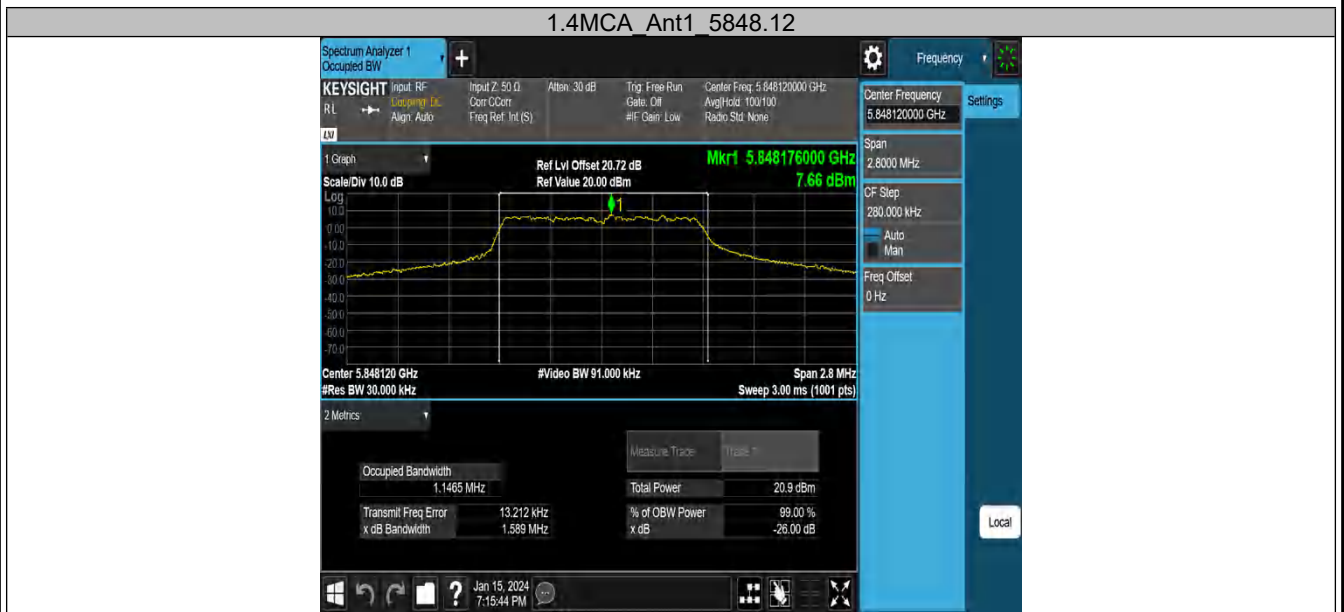 1.4MCA_Ant1_5848.12
Spectrum Analyzer 1
Occupied BW
+
Frequency
KEYSIGHT
RL
LXI
Input: RF
Coupling: DC
Align: Auto
Input Z: 50 Ω
Corr CCorr
Freq Ref: Int (S)
Atten: 30 dB
Trig: Free Run
Gate: Off
#IF Gain: Low
Center Freq: 5.848120000 GHz
Avg|Hold: 100/100
Radio Std: None
1 Graph
Scale/Div 10.0 dB
Ref Lvl Offset 20.72 dB
Ref Value 20.00 dBm
Mkr1 5.848176000 GHz
7.66 dBm
Log
10.0
0.00
-10.0
-20.0
-30.0
-40.0
-50.0
-60.0
-70.0
1
Center 5.848120 GHz
#Res BW 30.000 kHz
#Video BW 91.000 kHz
Span 2.8 MHz
Sweep 3.00 ms (1001 pts)
2 Metrics
Measure Trace
Trace 1
Occupied Bandwidth
1.1465 MHz
Total Power
20.9 dBm
Transmit Freq Error
13.212 kHz
% of OBW Power
99.00 %
x dB Bandwidth
1.589 MHz
x dB
-26.00 dB
Center Frequency
5.848120000 GHz
Settings
Span
2.8000 MHz
CF Step
280.000 kHz
Auto
Man
Freq Offset
0 Hz
Local
?
Jan 15, 2024
7:15:44 PM